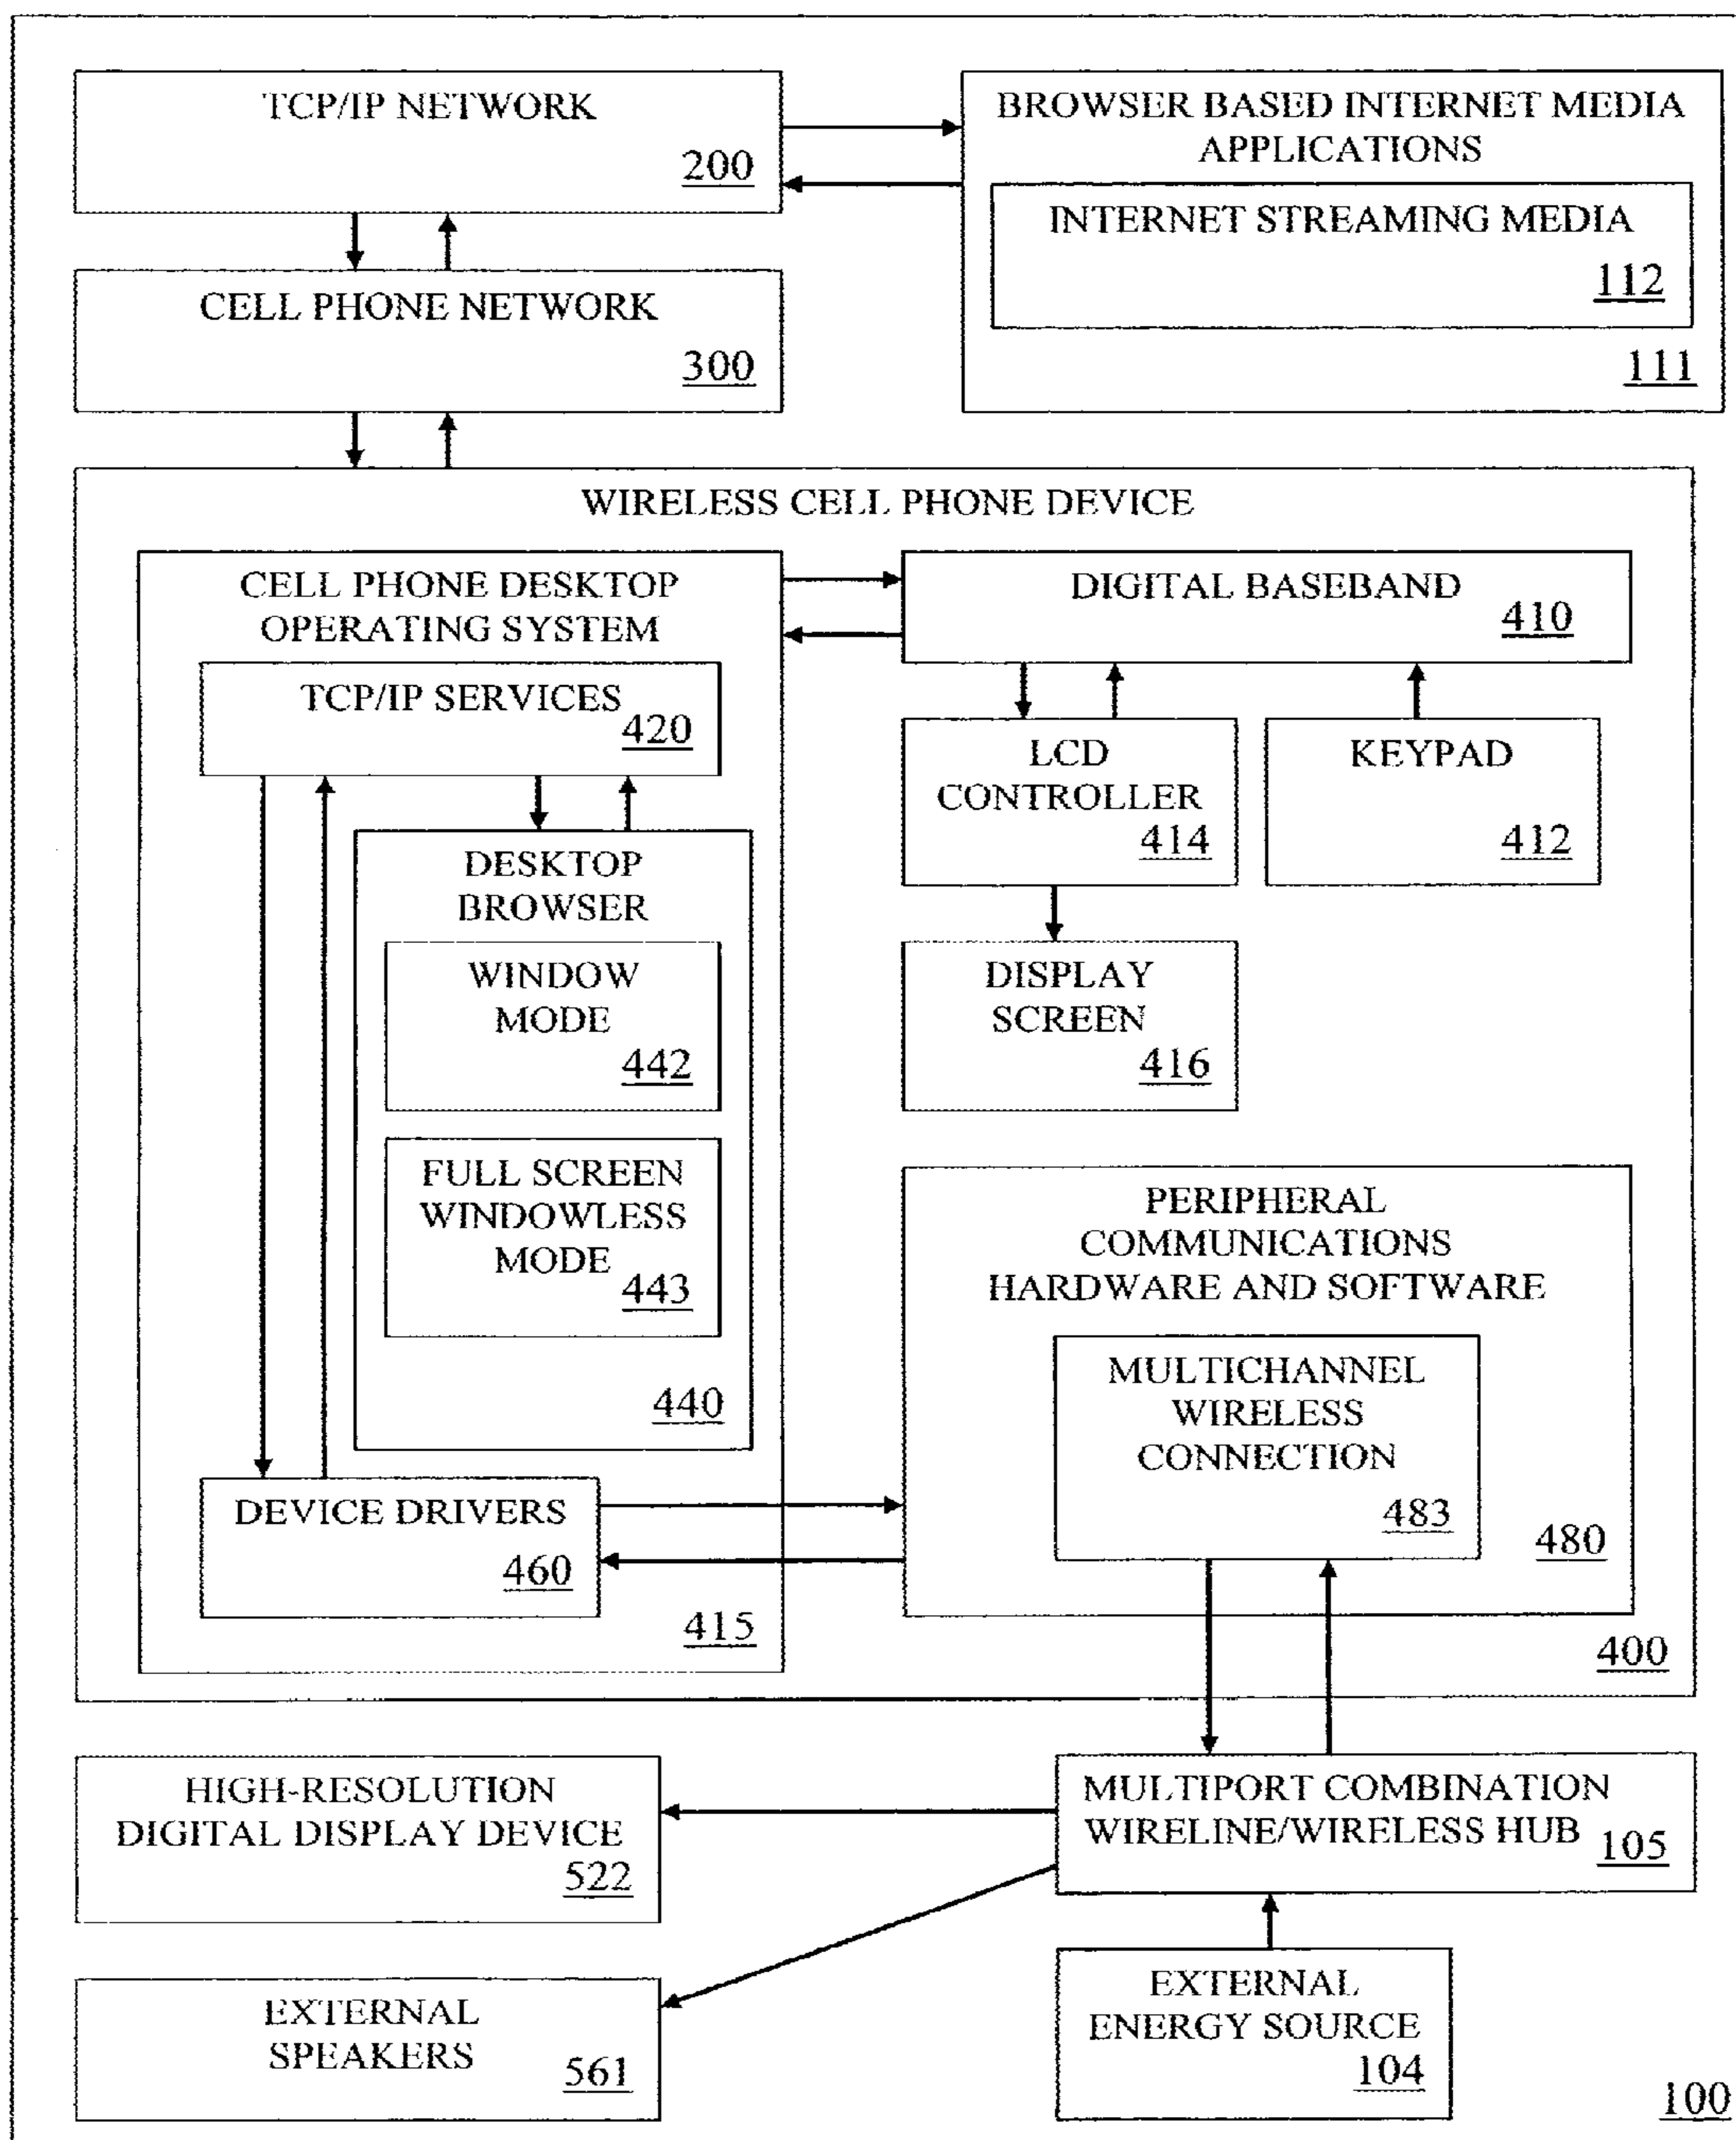 TCP/IP NETWORK
200
BROWSER BASED INTERNET MEDIA
APPLICATIONS
INTERNET STREAMING MEDIA
112
111
CELL PHONE NETWORK
300
WIRELESS CELL PHONE DEVICE
CELL PHONE DESKTOP
OPERATING SYSTEM
TCP/IP SERVICES
420
DESKTOP
BROWSER
WINDOW
MODE
442
FULL SCREEN
WINDOWLESS
MODE
443
440
DEVICE DRIVERS
460
415
DIGITAL BASEBAND
410
LCD
CONTROLLER
414
KEYPAD
412
DISPLAY
SCREEN
416
PERIPHERAL
COMMUNICATIONS
HARDWARE AND SOFTWARE
MULTICHANNEL
WIRELESS
CONNECTION
483
480
400
HIGH-RESOLUTION
DIGITAL DISPLAY DEVICE
522
MULTIPORT COMBINATION
WIRELINE/WIRELESS HUB
105
EXTERNAL
SPEAKERS
561
EXTERNAL
ENERGY SOURCE
104
100